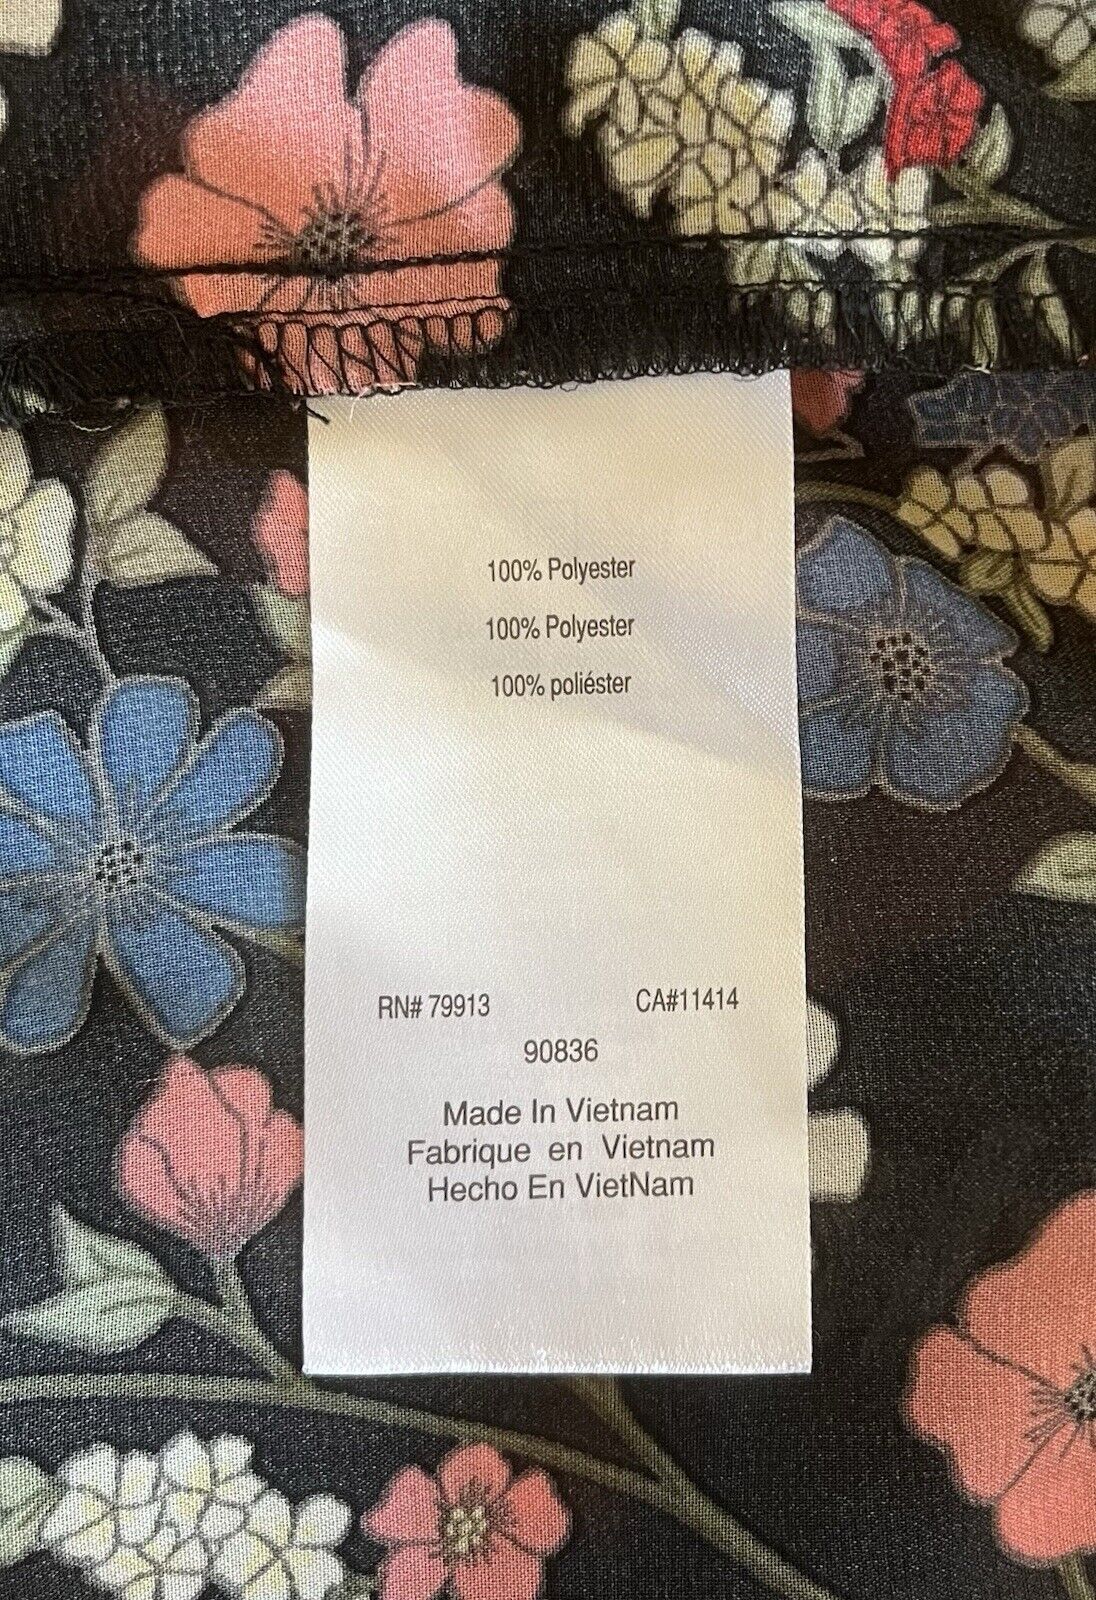 100% Polyester
100% Polyester
100% poliéster
RN# 79913 CA#11414
90836
Made In Vietnam
Fabrique en Vietnam
Hecho En VietNam